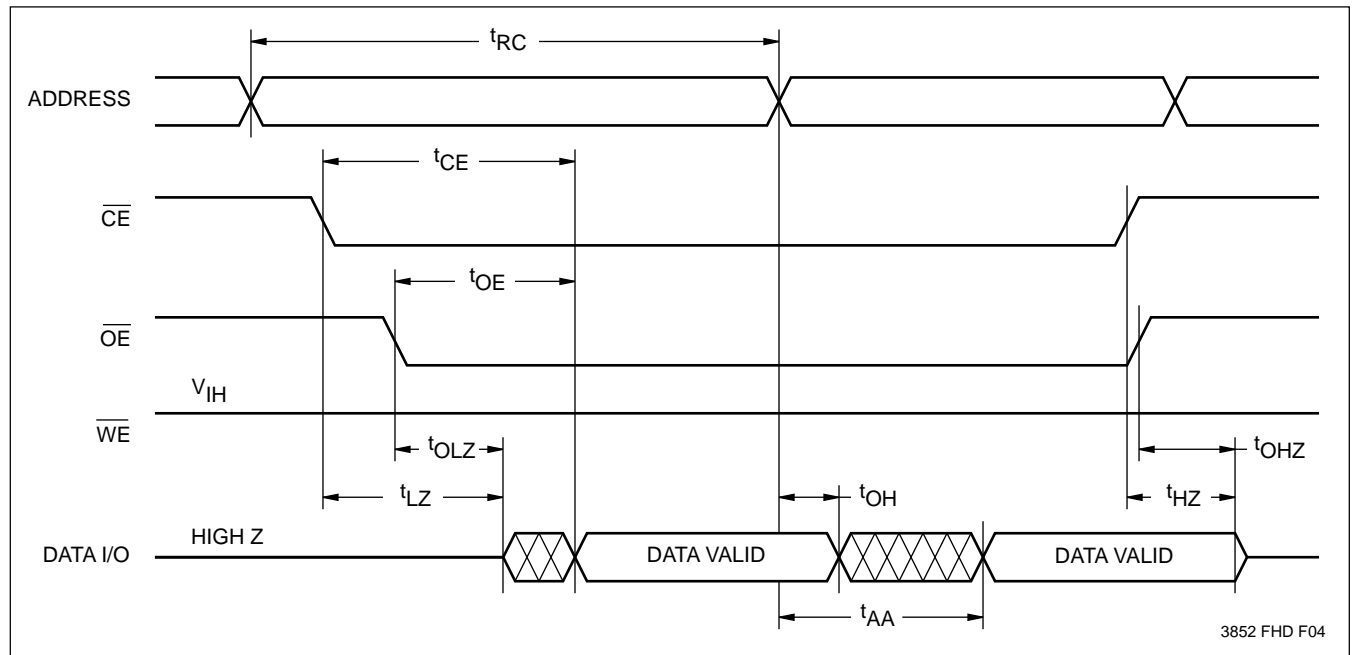 tRC
ADDRESS
tCE
CE
tOE
OE
VIH
WE
tOLZ
tOHZ
tLZ
tOH
tHZ
HIGH Z
DATA I/O
DATA VALID
DATA VALID
tAA
3852 FHD F04